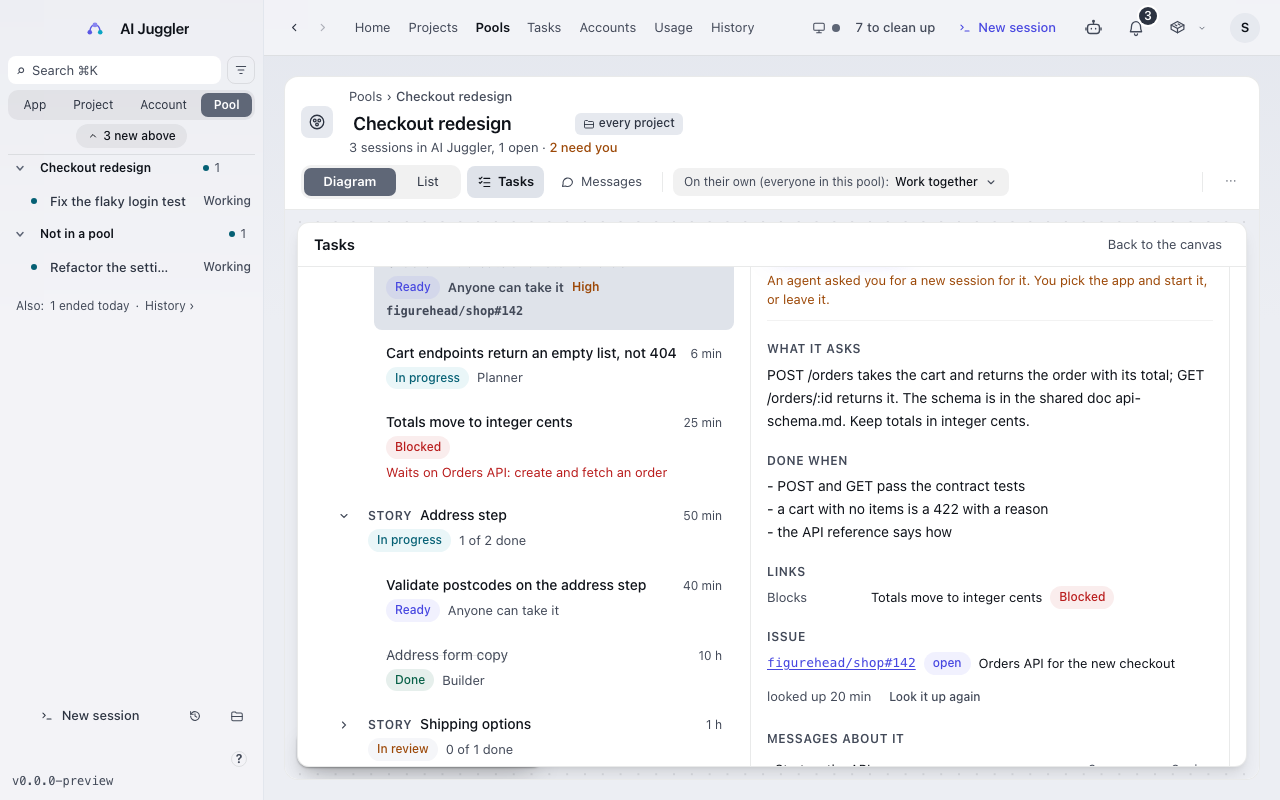 AI Juggler
Search ⌘K
App Project Account Pool
3 new above
Checkout redesign 1
Fix the flaky login test Working
Not in a pool 1
Refactor the setti... Working
Also: 1 ended today · History ›
New session
?
v0.0.0-preview
Home Projects Pools Tasks Accounts Usage History
7 to clean up
New session
3
S
Pools › Checkout redesign
Checkout redesign
every project
3 sessions in AI Juggler, 1 open · 2 need you
Diagram List Tasks Messages
On their own (everyone in this pool): Work together
...
Tasks
Back to the canvas
Ready Anyone can take it High
figurehead/shop#142
Cart endpoints return an empty list, not 404 6 min
In progress Planner
Totals move to integer cents 25 min
Blocked
Waits on Orders API: create and fetch an order
STORY Address step 50 min
In progress 1 of 2 done
Validate postcodes on the address step 40 min
Ready Anyone can take it
Address form copy 10 h
Done Builder
STORY Shipping options 1 h
In review 0 of 1 done
An agent asked you for a new session for it. You pick the app and start it,
or leave it.
WHAT IT ASKS
POST /orders takes the cart and returns the order with its total; GET
/orders/:id returns it. The schema is in the shared doc api-
schema.md. Keep totals in integer cents.
DONE WHEN
- POST and GET pass the contract tests
- a cart with no items is a 422 with a reason
- the API reference says how
LINKS
Blocks Totals move to integer cents Blocked
ISSUE
figurehead/shop#142 open Orders API for the new checkout
looked up 20 min Look it up again
MESSAGES ABOUT IT